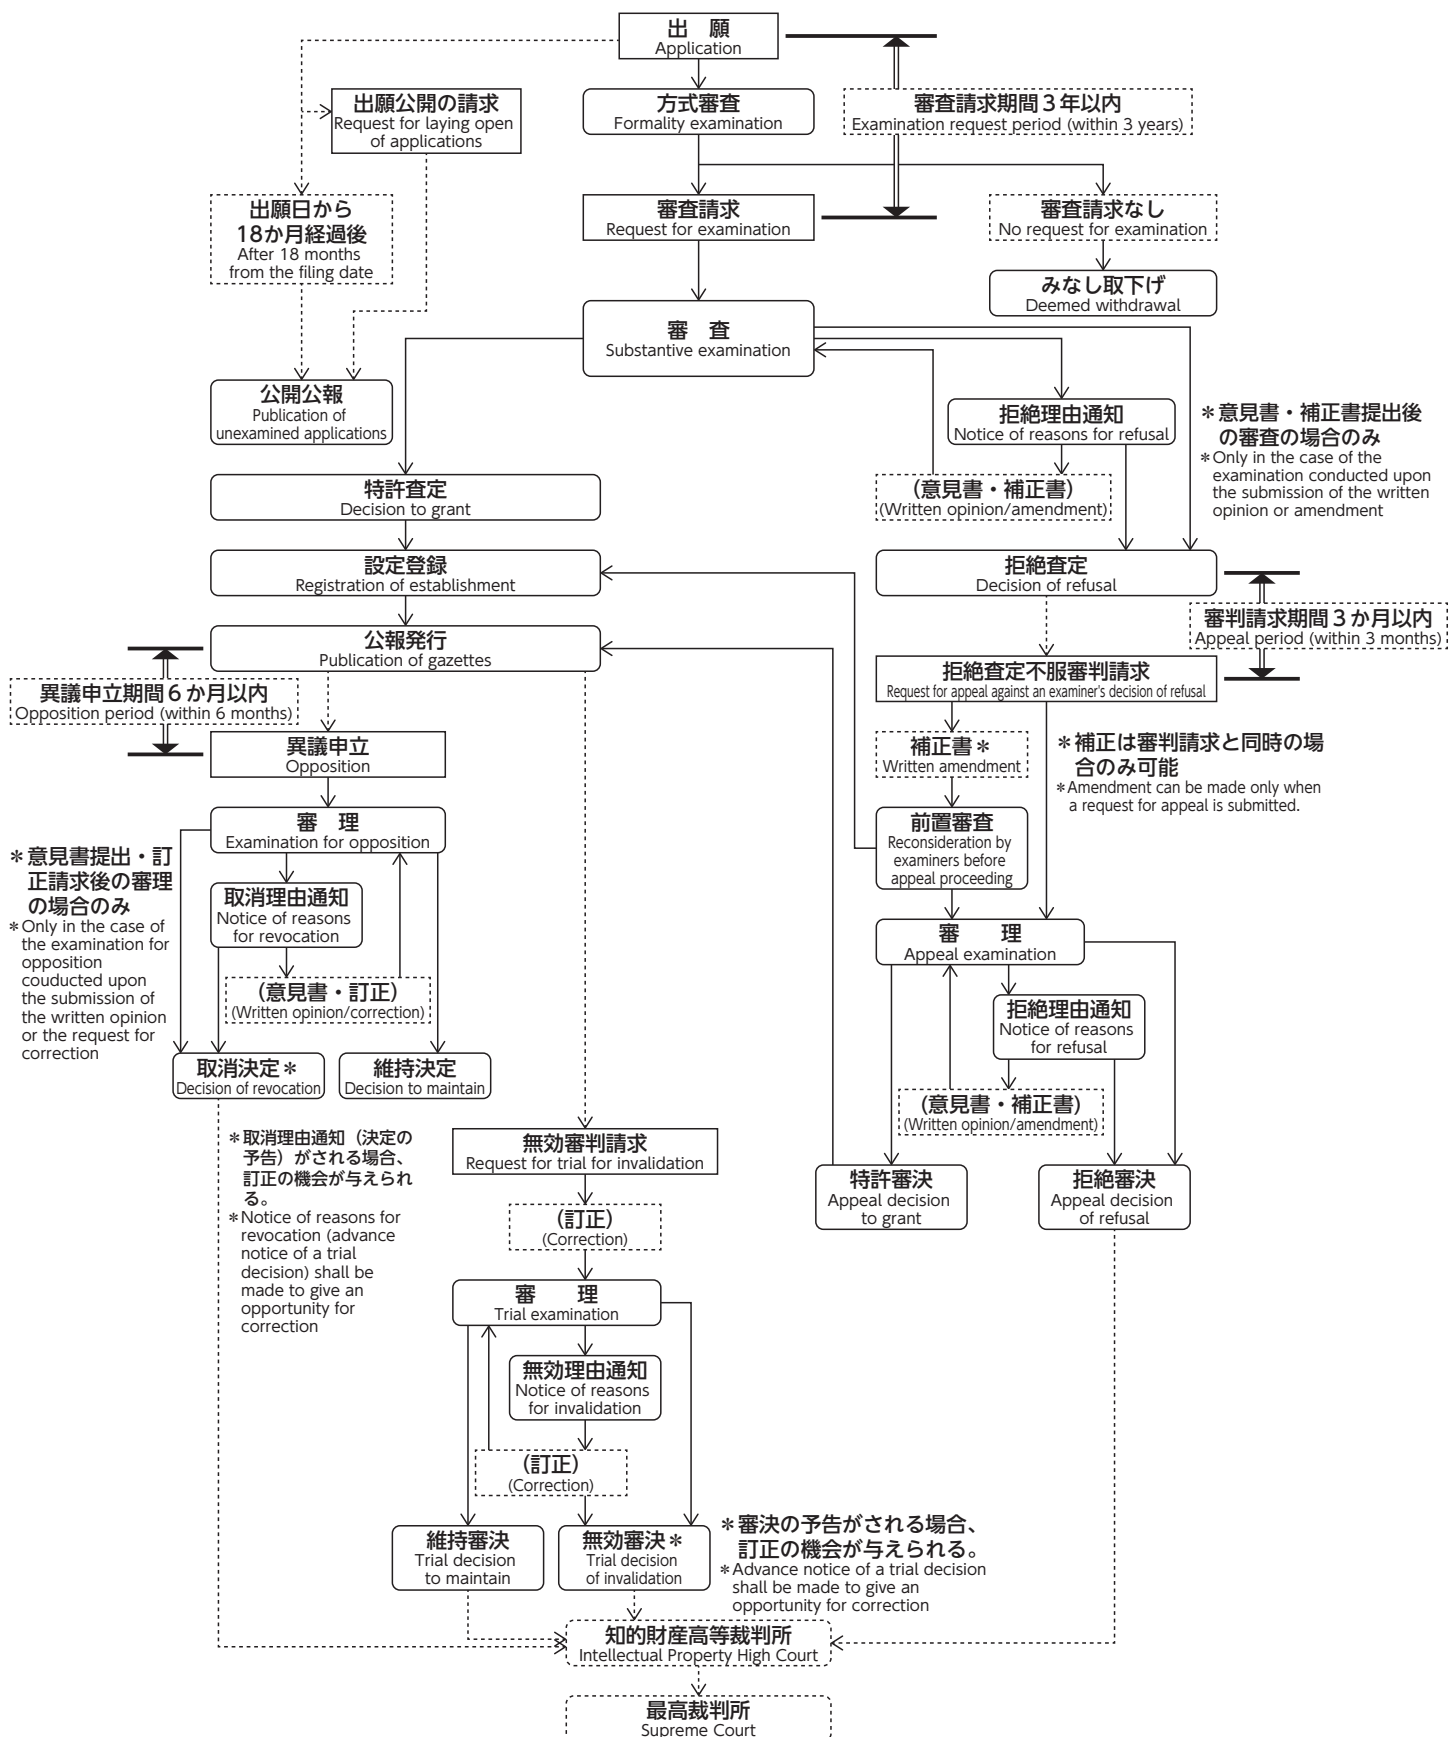 出　願
Application
出願公開の請求
Request for laying open
of applications
方式審査
Formality examination
審査請求期間３年以内
Examination request period (within 3 years)
出願日から
18か月経過後
After 18 months
from the filing date
審査請求
Request for examination
審査請求なし
No request for examination
みなし取下げ
Deemed withdrawal
審　査
Substantive examination
公開公報
Publication of
unexamined applications
拒絶理由通知
Notice of reasons for refusal
＊意見書・補正書提出後
の審査の場合のみ
＊Only in the case of the
examination conducted upon
the submission of the written
opinion or amendment
特許査定
Decision to grant
(意見書・補正書)
(Written opinion/amendment)
設定登録
Registration of establishment
拒絶査定
Decision of refusal
審判請求期間３か月以内
Appeal period (within 3 months)
公報発行
Publication of gazettes
拒絶査定不服審判請求
Request for appeal against an examiner's decision of refusal
異議申立期間６か月以内
Opposition period (within 6 months)
異議申立
Opposition
補正書＊
Written amendment
＊補正は審判請求と同時の場
合のみ可能
＊Amendment can be made only when
a request for appeal is submitted.
審　理
Examination for opposition
前置審査
Reconsideration by
examiners before
appeal proceeding
＊意見書提出・訂
正請求後の審理
の場合のみ
＊Only in the case of
the examination for
opposition
couducted upon
the submission of
the written opinion
or the request for
correction
取消理由通知
Notice of reasons
for revocation
審　　理
Appeal examination
(意見書・訂正)
(Written opinion/correction)
拒絶理由通知
Notice of reasons
for refusal
取消決定＊
Decision of revocation
維持決定
Decision to maintain
(意見書・補正書)
(Written opinion/amendment)
＊取消理由通知（決定の
予告）がされる場合、
訂正の機会が与えられ
る。
＊Notice of reasons for
revocation (advance
notice of a trial
decision) shall be
made to give an
opportunity for
correction
無効審判請求
Request for trial for invalidation
特許審決
Appeal decision
to grant
拒絶審決
Appeal decision
of refusal
(訂正)
(Correction)
審　　理
Trial examination
無効理由通知
Notice of reasons
for invalidation
(訂正)
(Correction)
維持審決
Trial decision
to maintain
無効審決＊
Trial decision
of invalidation
＊審決の予告がされる場合、
訂正の機会が与えられる。
＊Advance notice of a trial decision
shall be made to give an
opportunity for correction
知的財産高等裁判所
Intellectual Property High Court
最高裁判所
Supreme Court